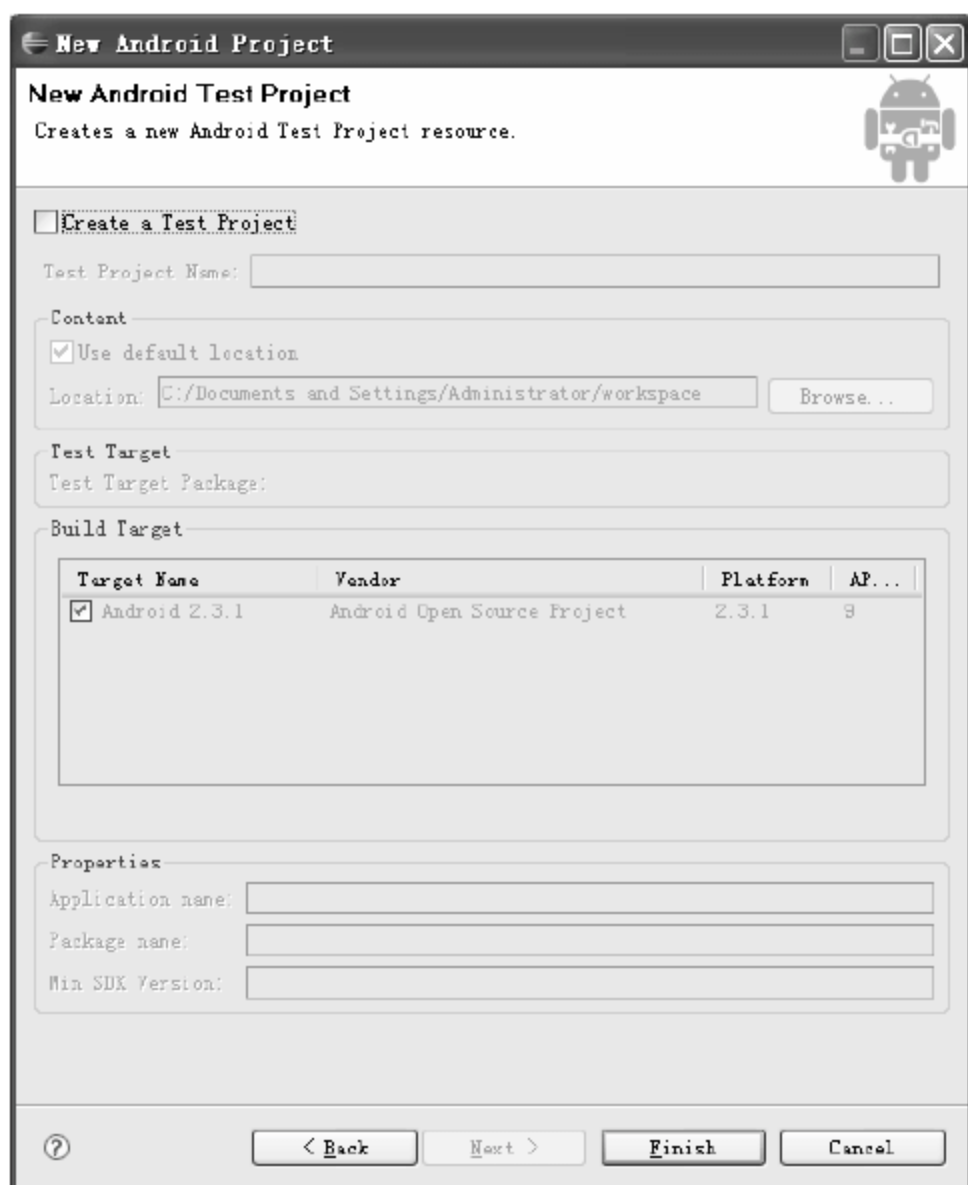 New Android Project
New Android Test Project
Creates a new Android Test Project resource.
Create a Test Project
Test Project Name:
Content
Use default location
Location: C:/Documents and Settings/Administrator/workspace Browse...
Test Target
Test Target Package:
Build Target
Target Name Vendor Platform AP...
Android 2.3.1 Android Open Source Project 2.3.1 9
Properties
Application name:
Package name:
Min SDK Version:
< Back Next > Finish Cancel